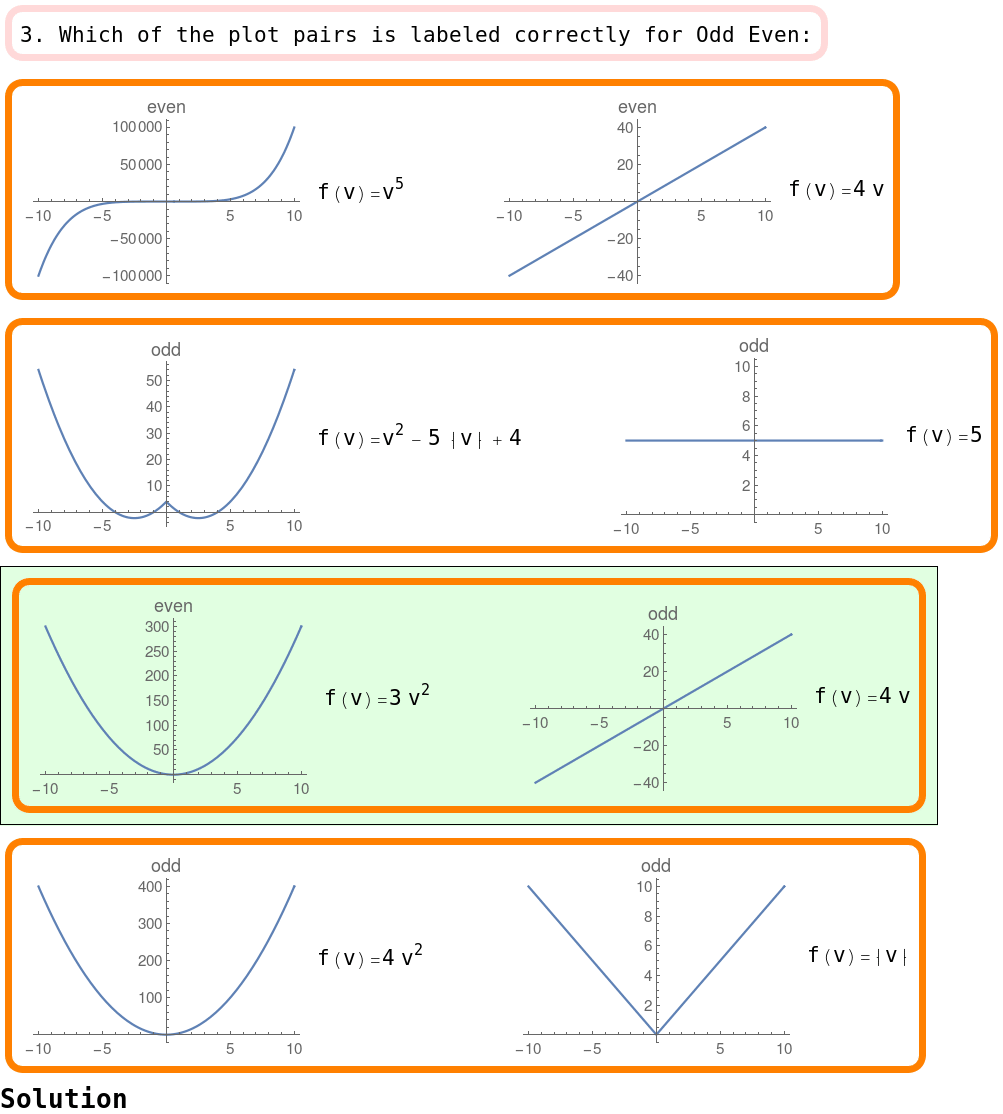 3. Which of the plot pairs is labeled correctly for Odd Even:
even
100 000
50 000
-10 -5 5 10
-50 000
-100 000
f(v)=v^5
even
40
20
-10 -5 5 10
-20
-40
f(v)=4 v
odd
50
40
30
20
10
-10 -5 5 10
f(v)=v^2 - 5 |v| + 4
odd
10
8
6
4
2
-10 -5 5 10
f(v)=5
even
300
250
200
150
100
50
-10 -5 5 10
f(v)=3 v^2
odd
40
20
-10 -5 5 10
-20
-40
f(v)=4 v
odd
400
300
200
100
-10 -5 5 10
f(v)=4 v^2
odd
10
8
6
4
2
-10 -5 5 10
f(v)=|v|
Solution